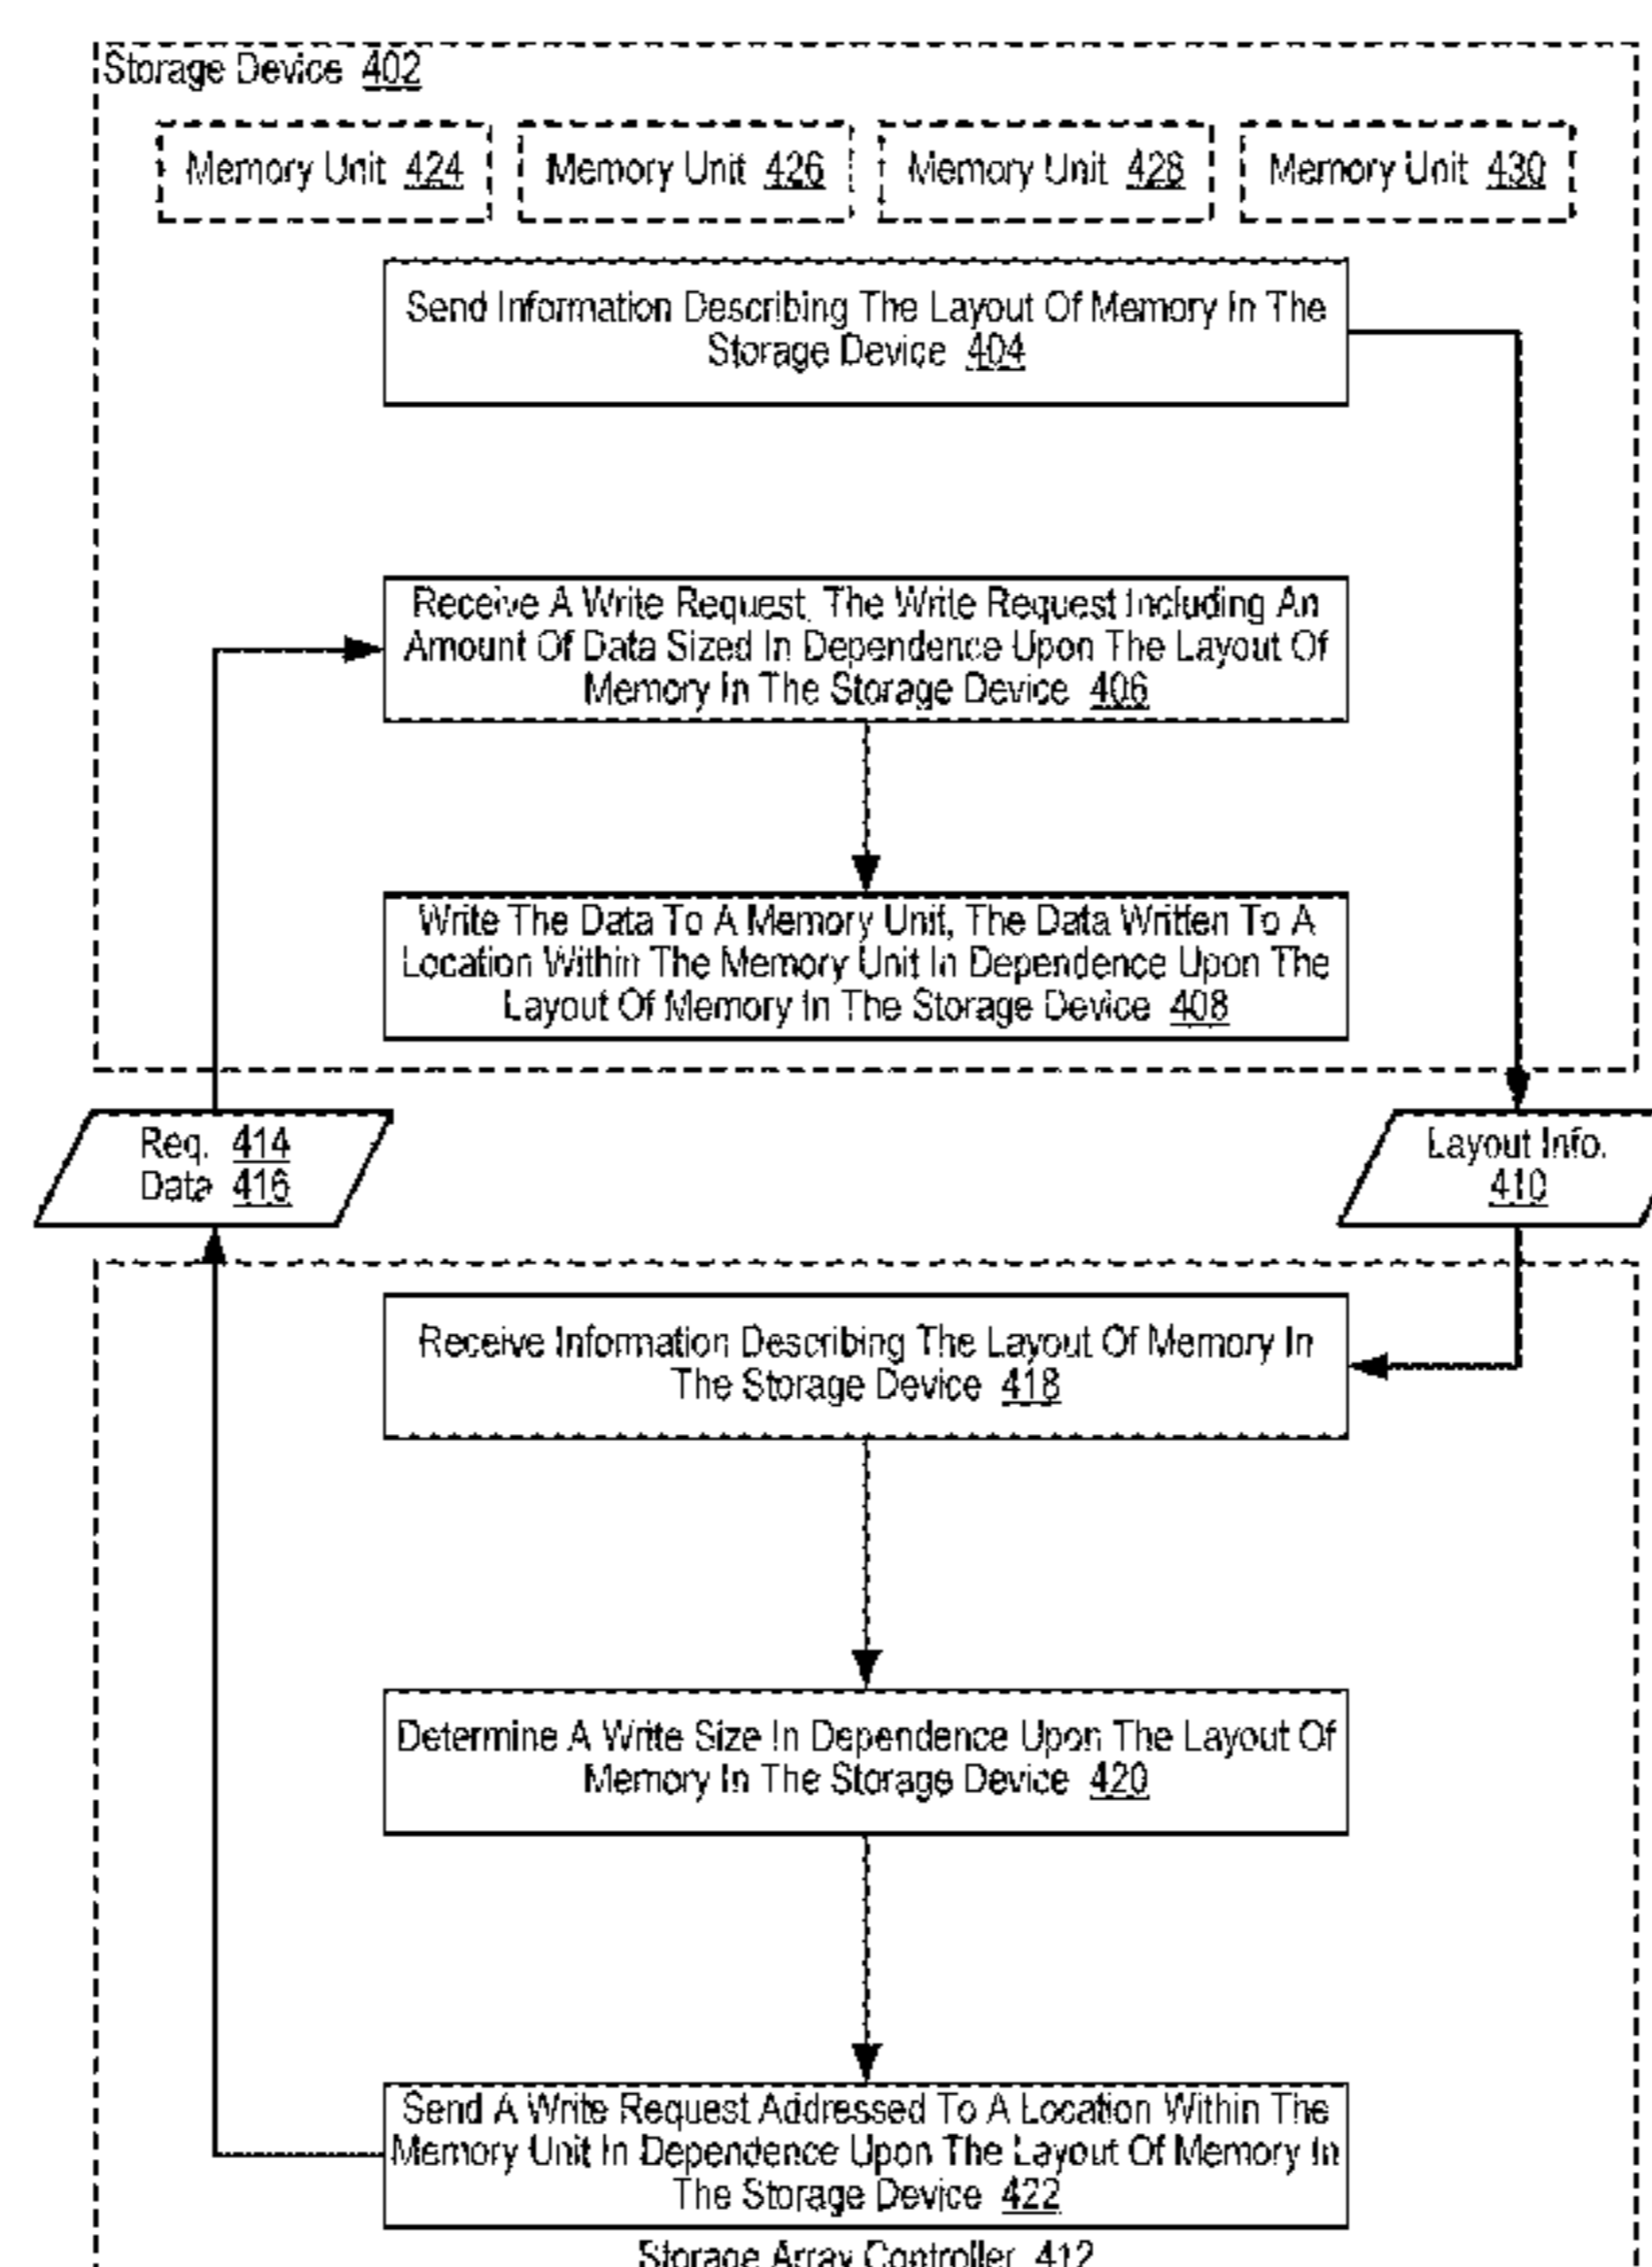 Storage Device 402
Memory Unit 424
Memory Unit 426
Memory Unit 428
Memory Unit 430
Send Information Describing The Layout Of Memory In The
Storage Device 404
Receive A Write Request, The Write Request Including An
Amount Of Data Sized In Dependence Upon The Layout Of
Memory In The Storage Device 406
Write The Data To A Memory Unit, The Data Written To A
Location Within The Memory Unit In Dependence Upon The
Layout Of Memory In The Storage Device 408
Req. 414
Data 416
Layout Info.
410
Receive Information Describing The Layout Of Memory In
The Storage Device 418
Determine A Write Size In Dependence Upon The Layout Of
Memory In The Storage Device 420
Send A Write Request Addressed To A Location Within The
Memory Unit In Dependence Upon The Layout Of Memory In
The Storage Device 422
Storage Array Controller 412